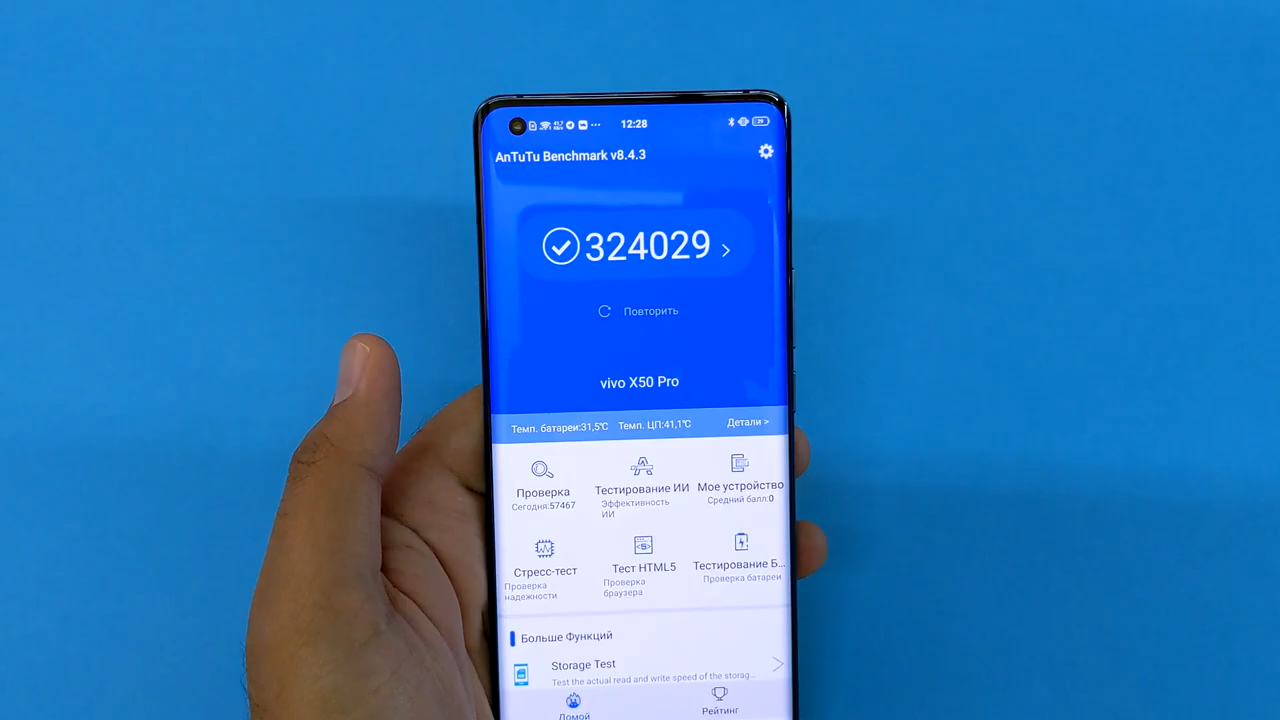 12:28
29
AnTuTu Benchmark v8.4.3
324029 >
Повторить
vivo X50 Pro
Темп. батареи:31,5℃ Темп. ЦП:41,1℃ Детали >
Проверка
Сегодня:57467
Тестирование ИИ
Эффективность
ИИ
Мое устройство
Средний балл:0
Стресс-тест
Проверка
надежности
Тест HTML5
Проверка
браузера
Тестирование Б...
Проверка батареи
Больше Функций
Storage Test
Test the actual read and write speed of the storag...
Домой
Рейтинг